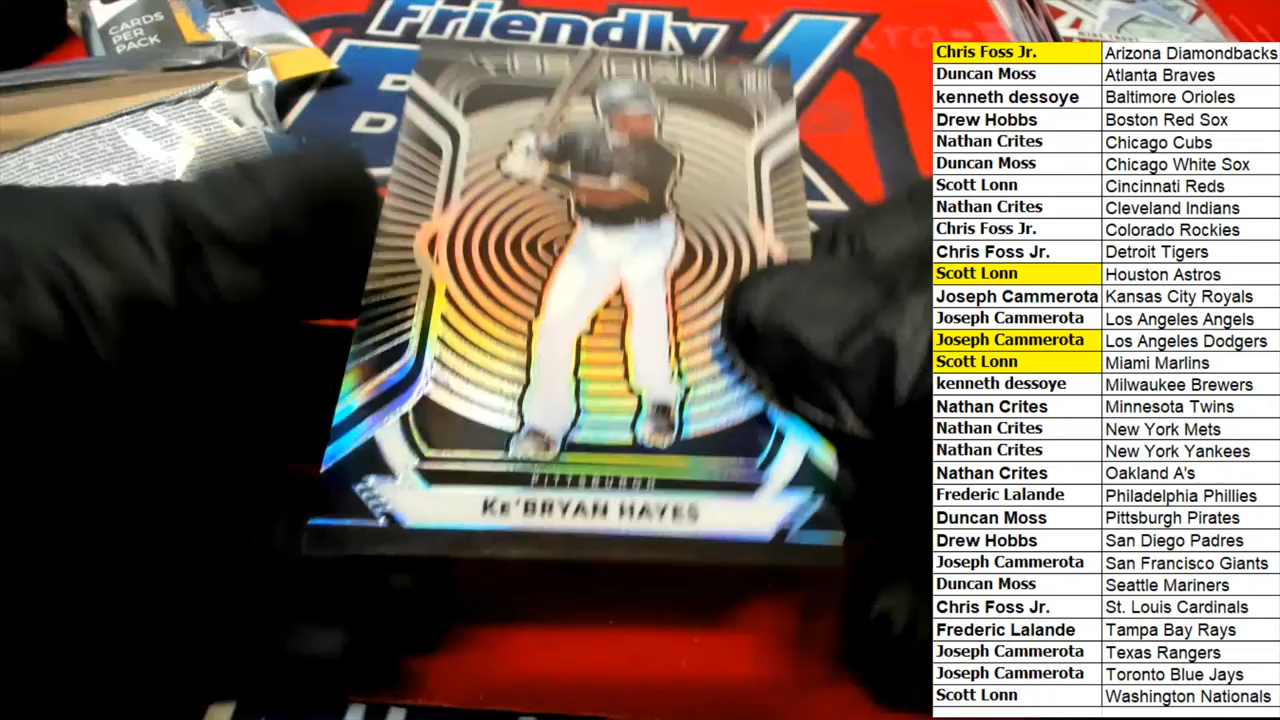 CARDS
PER
PACK
Friendly
D
D
PITTSBURGH
KE'BRYAN HAYES
Chris Foss Jr. Arizona Diamondbacks
Duncan Moss Atlanta Braves
kenneth dessoye Baltimore Orioles
Drew Hobbs Boston Red Sox
Nathan Crites Chicago Cubs
Duncan Moss Chicago White Sox
Scott Lonn Cincinnati Reds
Nathan Crites Cleveland Indians
Chris Foss Jr. Colorado Rockies
Chris Foss Jr. Detroit Tigers
Scott Lonn Houston Astros
Joseph Cammerota Kansas City Royals
Joseph Cammerota Los Angeles Angels
Joseph Cammerota Los Angeles Dodgers
Scott Lonn Miami Marlins
kenneth dessoye Milwaukee Brewers
Nathan Crites Minnesota Twins
Nathan Crites New York Mets
Nathan Crites New York Yankees
Nathan Crites Oakland A's
Frederic Lalande Philadelphia Phillies
Duncan Moss Pittsburgh Pirates
Drew Hobbs San Diego Padres
Joseph Cammerota San Francisco Giants
Duncan Moss Seattle Mariners
Chris Foss Jr. St. Louis Cardinals
Frederic Lalande Tampa Bay Rays
Joseph Cammerota Texas Rangers
Joseph Cammerota Toronto Blue Jays
Scott Lonn Washington Nationals